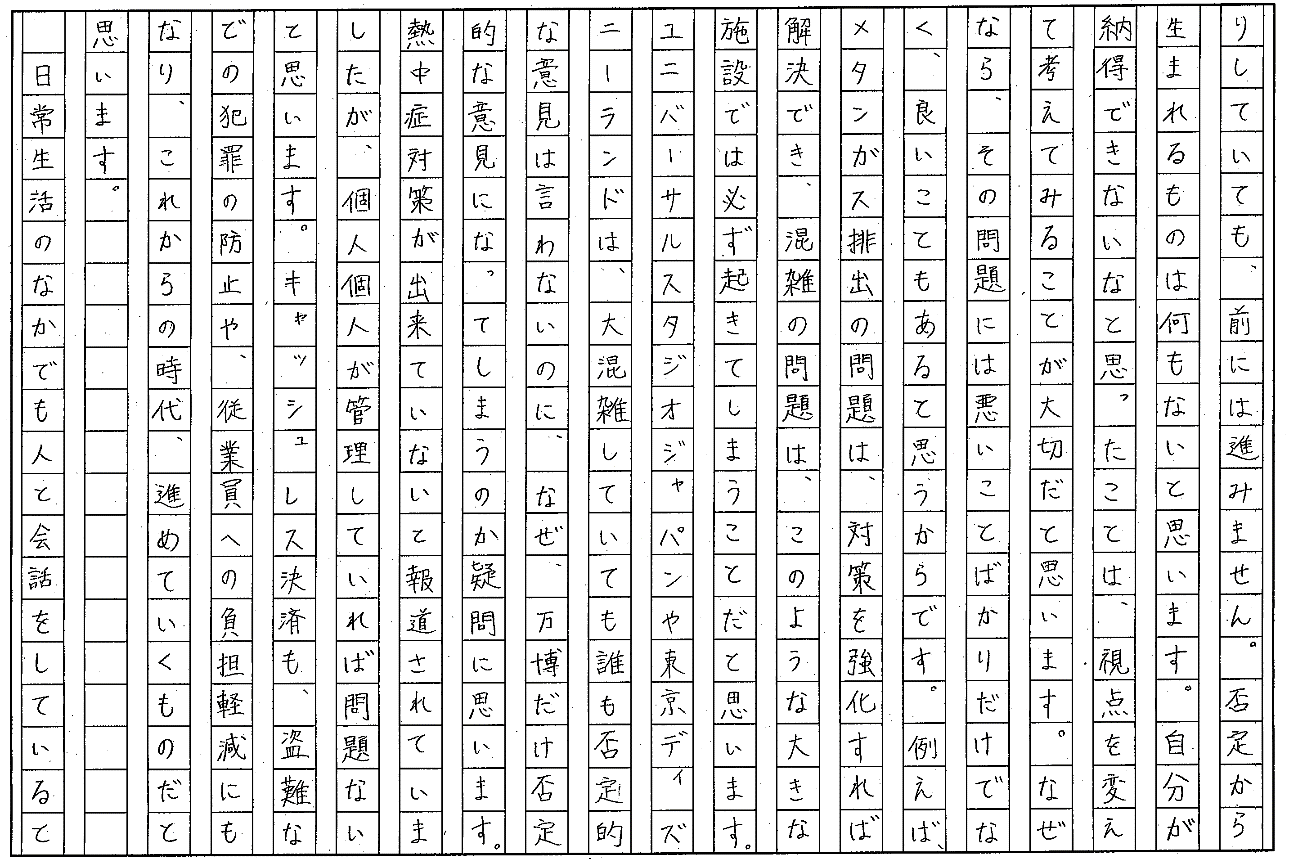 りしていても、前には進みません。否定から
生まれるものは何もないと思います。自分が
納得できないなと思ったことは、視点を変え
て考えてみることが大切だと思います。なぜ
なら、その問題には悪いことばかりだけでな
く、良いこともあると思うからです。例えば、
メタンガス排出の問題は、対策を強化すれば
解決でき、混雑の問題は、このような大きな
施設では必ず起きてしまうことだと思います。
ユニバーサルスタジオジャパンや東京ディズ
ニーランドは、大混雑していても誰も否定的
な意見は言わないのに、なぜ、万博だけ否定
的な意見になってしまうのか疑問に思います。
熱中症対策が出来ていないと報道されていま
したが、個人個人が管理していれば問題ない
と思います。キャッシュレス決済も、盗難な
での犯罪の防止や、従業員への負担軽減にも
なり、これからの時代、進めていくものだと
思います。
日常生活のなかでも人と会話をしていると